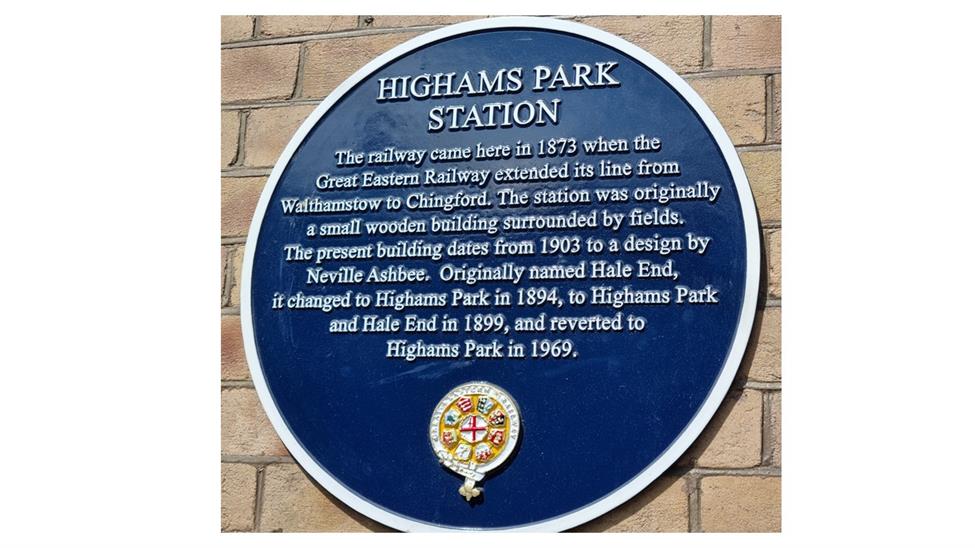 HIGHAMS PARK
STATION
The railway came here in 1873 when the
Great Eastern Railway extended its line from
Walthamstow to Chingford. The station was originally
a small wooden building surrounded by fields.
The present building dates from 1903 to a design by
Neville Ashbee. Originally named Hale End,
it changed to Highams Park in 1894, to Highams Park
and Hale End in 1899, and reverted to
Highams Park in 1969.